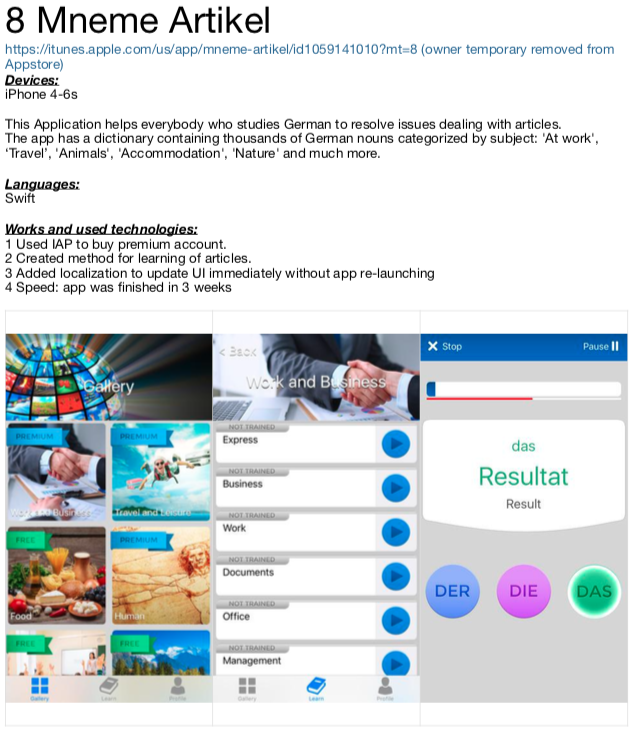 8 Mneme Artikel
https://itunes.apple.com/us/app/mneme-artikel/id1059141010?mt=8 (owner temporary removed from
Appstore)
Devices:
iPhone 4-6s
This Application helps everybody who studies German to resolve issues dealing with articles.
The app has a dictionary containing thousands of German nouns categorized by subject: 'At work',
‘Travel’, 'Animals', 'Accommodation', 'Nature' and much more.
Languages:
Swift
Works and used technologies:
1 Used IAP to buy premium account.
2 Created method for learning of articles.
3 Added localization to update UI immediately without app re-launching
4 Speed: app was finished in 3 weeks
Gallery
PREMIUM
PREMIUM
Work and Business
Travel and Leisure
FREE
PREMIUM
Food
Human
FREE
FREE
Gallery
Learn
Profile
< Back
Work and Business
NOT TRAINED
Express
NOT TRAINED
Business
NOT TRAINED
Work
NOT TRAINED
Documents
NOT TRAINED
Office
NOT TRAINED
Management
Gallery
Learn
Profile
Stop
Pause
das
Resultat
Result
DER
DIE
DAS